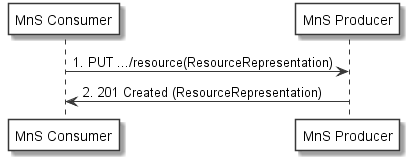 MnS Consumer
MnS Producer
1. PUT .../resource(ResourceRepresentation)
2. 201 Created (ResourceRepresentation)
MnS Consumer
MnS Producer